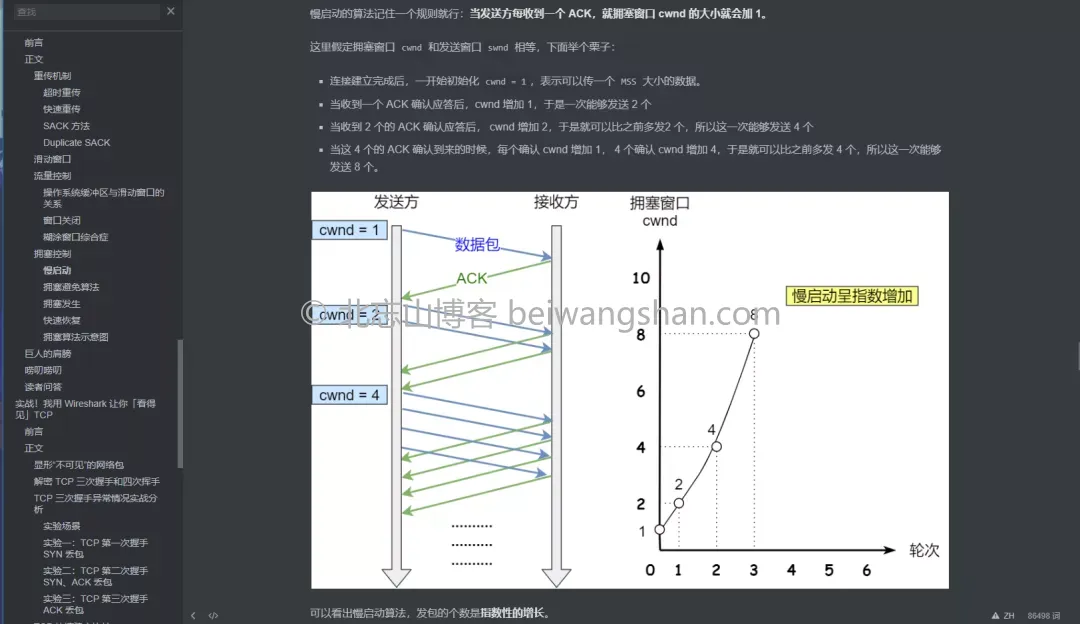 查找
前言
正文
重传机制
超时重传
快速重传
SACK 方法
Duplicate SACK
滑动窗口
流量控制
操作系统缓冲区与滑动窗口的
关系
窗口关闭
糊涂窗口综合症
拥塞控制
慢启动
拥塞避免算法
拥塞发生
快速恢复
拥塞算法示意图
巨人的肩膀
唠叨唠叨
读者问答
实战！我用 Wireshark 让你「看得
见」TCP
前言
正文
显形“不可见”的网络包
解密 TCP 三次握手和四次挥手
TCP 三次握手异常情况实战分
析
实验场景
实验一：TCP 第一次握手
SYN 丢包
实验二：TCP 第二次握手
SYN、ACK 丢包
实验三：TCP 第三次握手
ACK 丢包
慢启动的算法记住一个规则就行：当发送方每收到一个 ACK，就拥塞窗口 cwnd 的大小就会加 1。
这里假定拥塞窗口 cwnd 和发送窗口 swnd 相等，下面举个栗子：
连接建立完成后，一开始初始化 cwnd = 1 ，表示可以传一个 MSS 大小的数据。
当收到一个 ACK 确认应答后，cwnd 增加 1，于是一次能够发送 2 个
当收到 2 个的 ACK 确认应答后， cwnd 增加 2，于是就可以比之前多发2 个，所以这一次能够发送 4 个
当这 4 个的 ACK 确认到来的时候，每个确认 cwnd 增加 1， 4 个确认 cwnd 增加 4，于是就可以比之前多发 4 个，所以这一次能够
发送 8 个。
发送方
接收方
cwnd = 1
数据包
ACK
cwnd = 2
cwnd = 4
..........
..........
..........
拥塞窗口
cwnd
慢启动呈指数增加
10
8
6
4
2
1
2
4
8
0 1 2 3 4 5 6
轮次
© 北忘山博客 beiwangshan.com
可以看出慢启动算法，发包的个数是指数性的增长。
ZH
86498 词